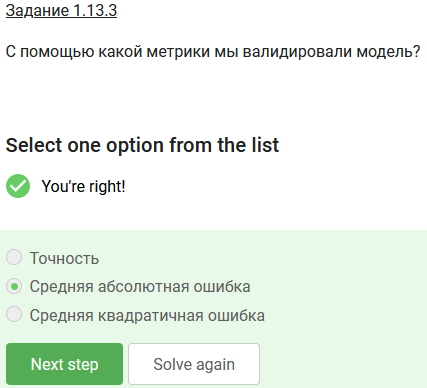 Задание 1.13.3
С помощью какой метрики мы валидировали модель?
Select one option from the list
You're right!
Точность
Средняя абсолютная ошибка
Средняя квадратичная ошибка
Next step
Solve again